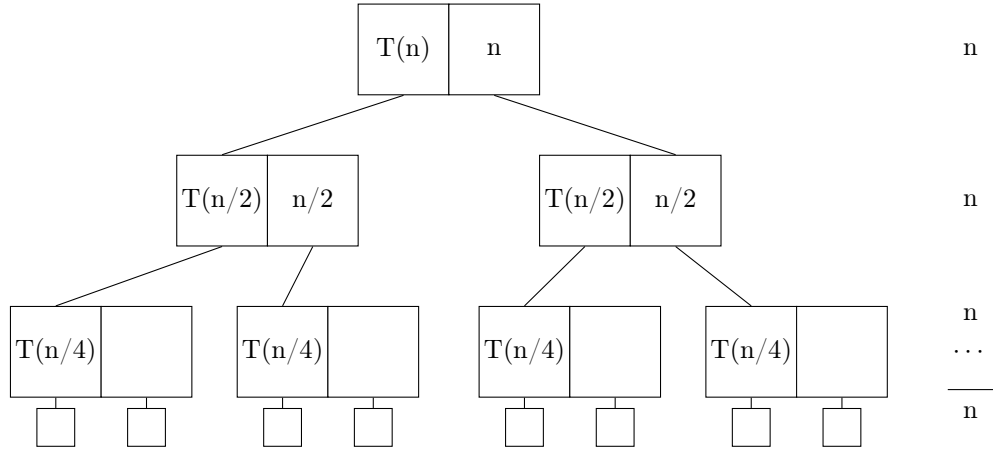 T(n) n n
T(n/2) n/2 T(n/2) n/2 n
n
T(n/4) T(n/4) T(n/4) T(n/4) ...
n